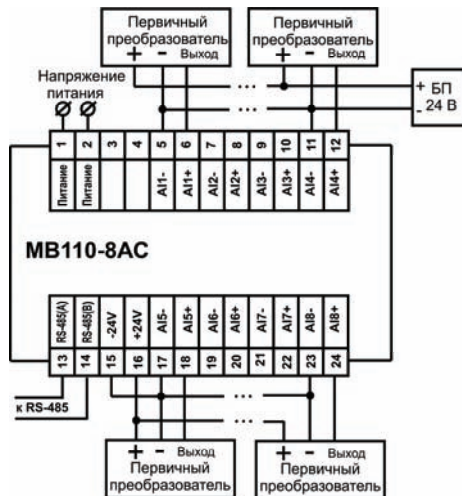 Первичный
преобразователь
+ – Выход
Первичный
преобразователь
+ – Выход
Напряжение
питания
...
...
+ БП
- 24 В
1 2 3 4 5 6 7 8 9 10 11 12
Питание Питание AI1- AI1+ AI2- AI2+ AI3- AI3+ AI4- AI4+
МВ110-8АС
RS-485(A) RS-485(B) -24V +24V AI5- AI5+ AI6- AI6+ AI7- AI7+ AI8- AI8+
13 14 15 16 17 18 19 20 21 22 23 24
к RS-485
...
...
+ – Выход
Первичный
преобразователь
+ – Выход
Первичный
преобразователь